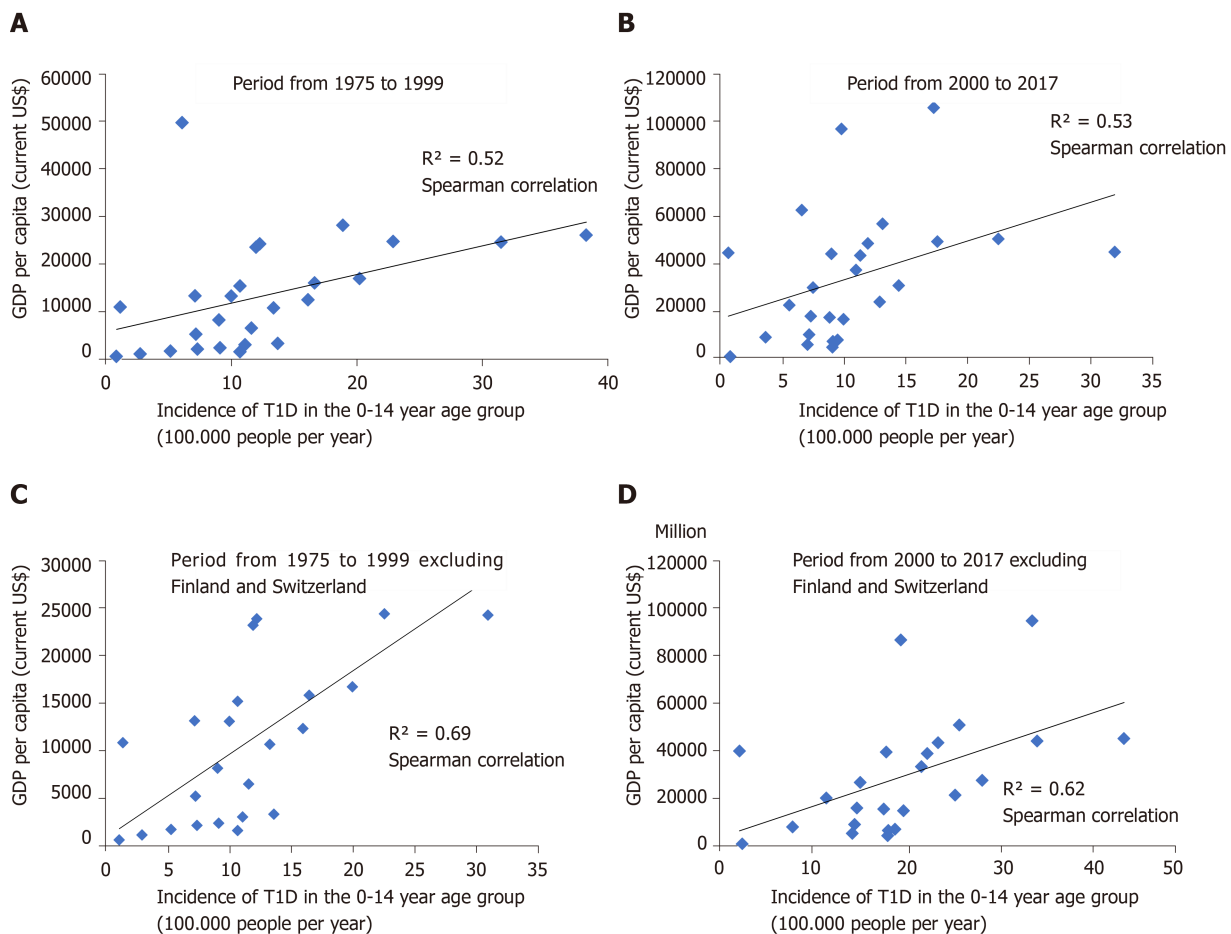 A
GDP per capita (current US$)
60000
50000
40000
30000
20000
10000
0
Period from 1975 to 1999
R² = 0.52
Spearman correlation
0
10
20
30
40
Incidence of T1D in the 0-14 year age group
(100.000 people per year)
B
GDP per capita (current US$)
120000
100000
80000
60000
40000
20000
0
Period from 2000 to 2017
R² = 0.53
Spearman correlation
0
5
10
15
20
25
30
35
Incidence of T1D in the 0-14 year age group
(100.000 people per year)
C
GDP per capita (current US$)
30000
25000
20000
15000
10000
5000
0
Period from 1975 to 1999 excluding
Finland and Switzerland
R² = 0.69
Spearman correlation
0
5
10
15
20
25
30
35
Incidence of T1D in the 0-14 year age group
(100.000 people per year)
D
Million
GDP per capita (current US$)
120000
100000
80000
60000
40000
20000
0
Period from 2000 to 2017 excluding
Finland and Switzerland
R² = 0.62
Spearman correlation
0
10
20
30
40
50
Incidence of T1D in the 0-14 year age group
(100.000 people per year)